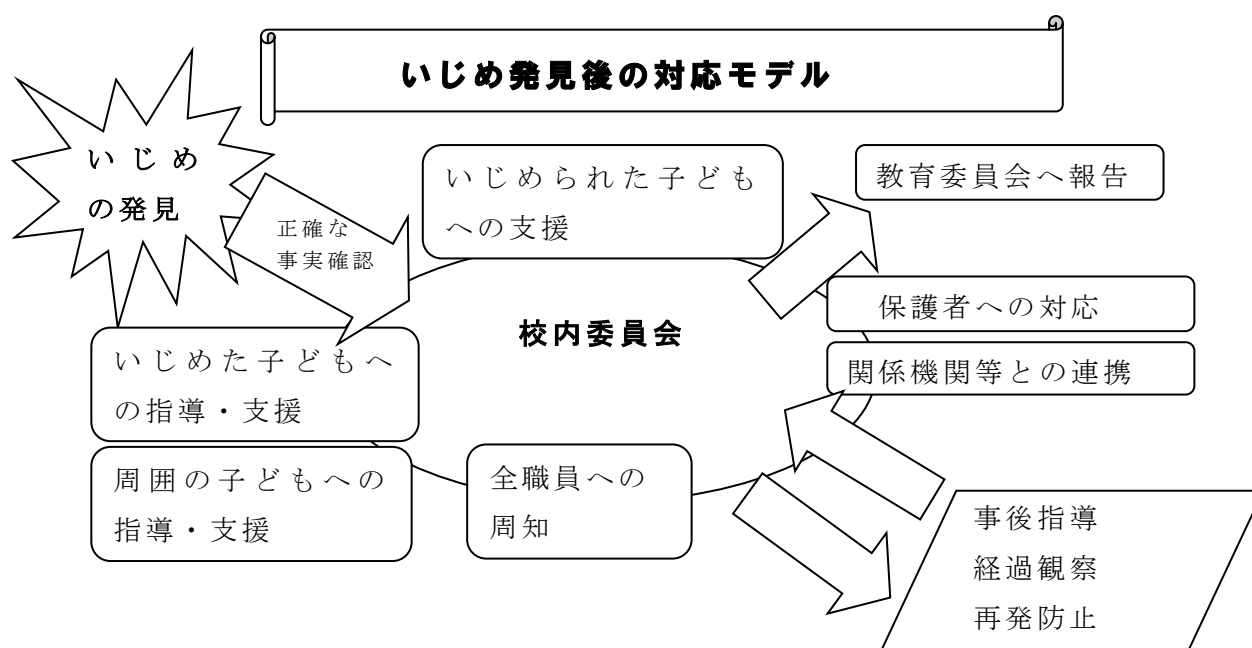 いじめ発見後の対応モデル
いじめ
の発見
正確な
事実確認
いじめられた子ども
への支援
教育委員会へ報告
保護者への対応
関係機関等との連携
校内委員会
いじめた子どもへ
の指導・支援
周囲の子どもへの
指導・支援
全職員への
周知
事後指導
経過観察
再発防止